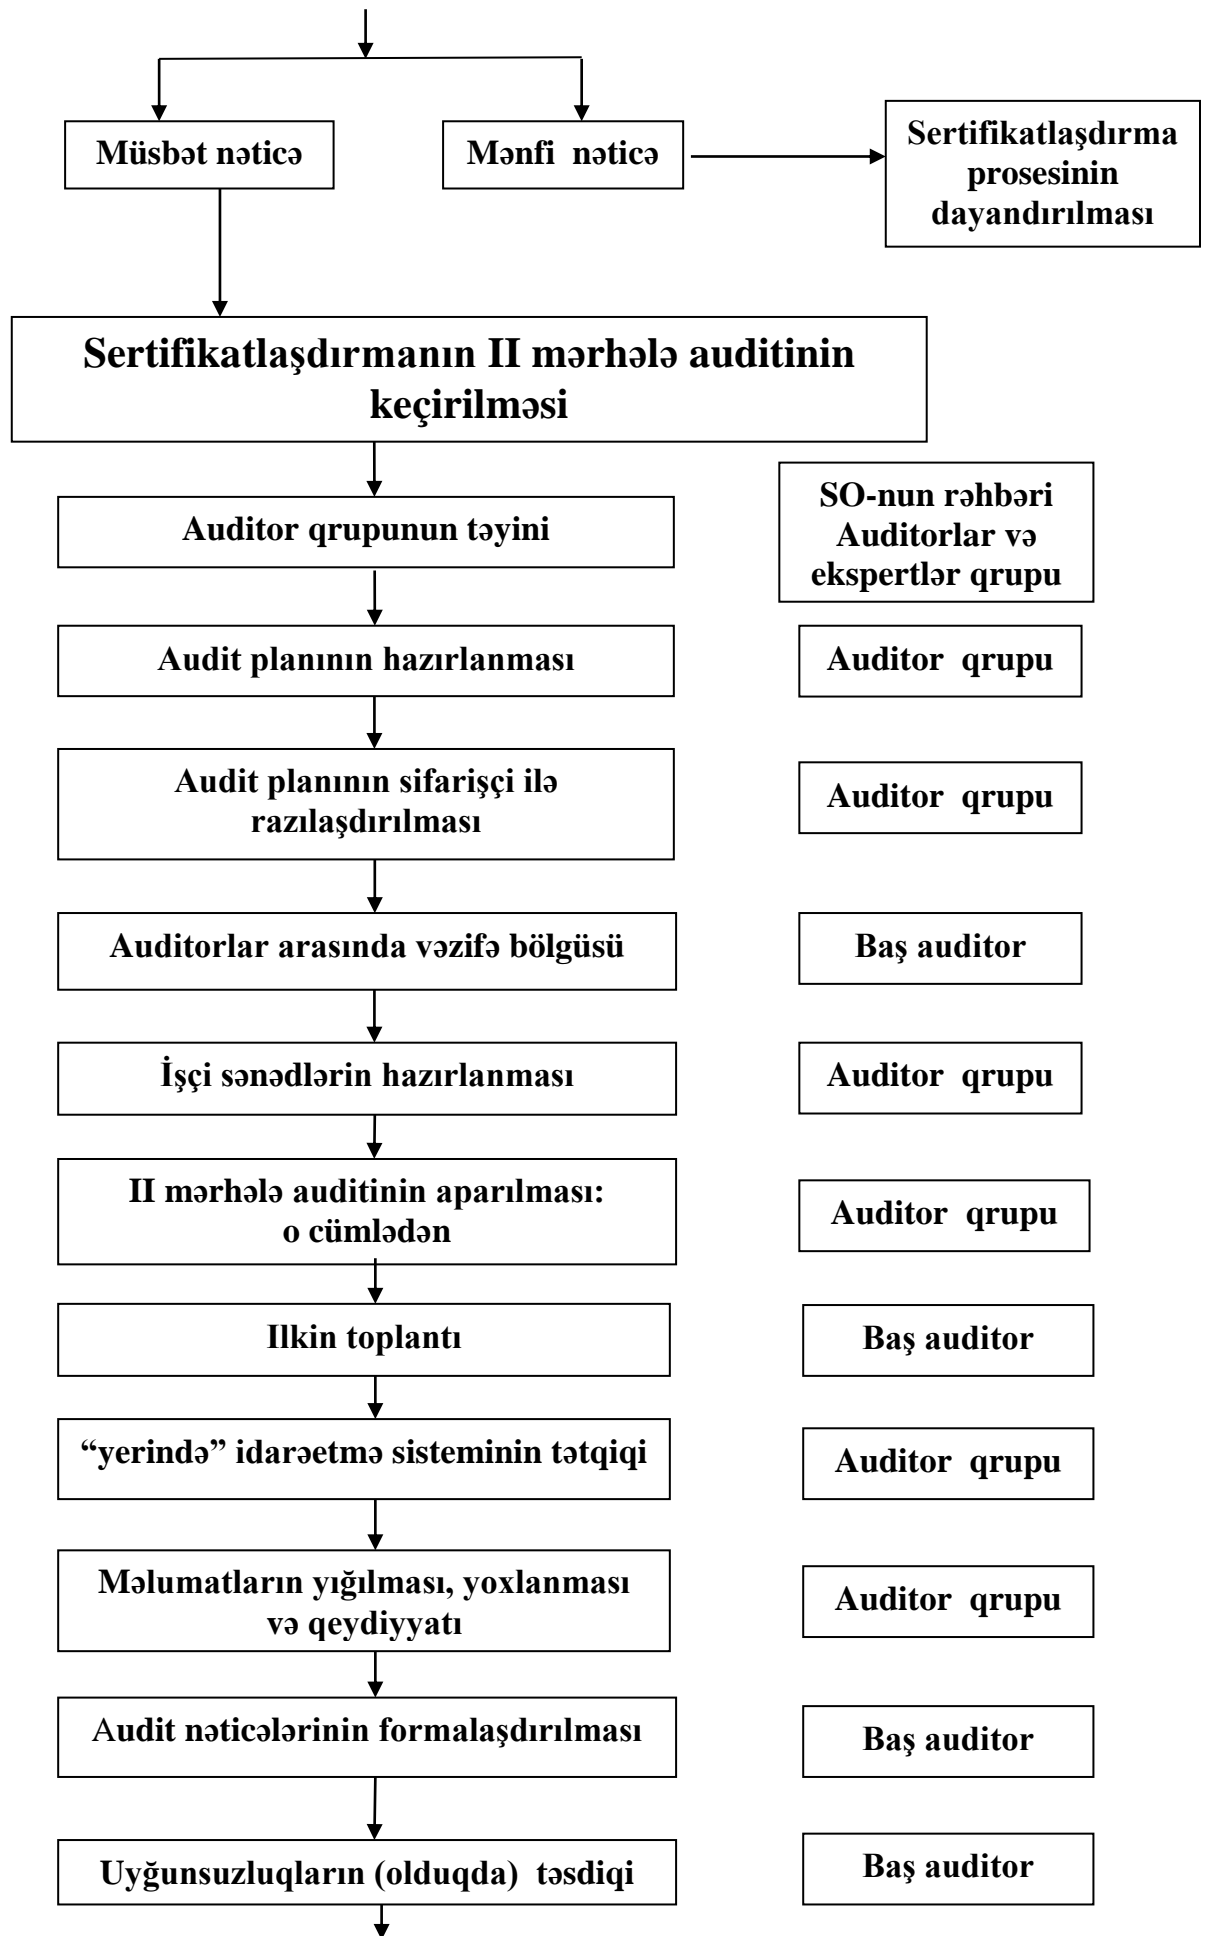 Müsbət nəticə
Mənfi nəticə
Sertifikatlaşdırma
prosesinin
dayandırılması
Sertifikatlaşdırmanın II mərhələ auditinin
keçirilməsi
Auditor qrupunun təyini
SO-nun rəhbəri
Auditorlar və
ekspertlər qrupu
Audit planının hazırlanması
Auditor qrupu
Audit planının sifarişçi ilə
razılaşdırılması
Auditor qrupu
Auditorlar arasında vəzifə bölgüsü
Baş auditor
İşçi sənədlərin hazırlanması
Auditor qrupu
II mərhələ auditinin aparılması:
o cümlədən
Auditor qrupu
Ilkin toplantı
Baş auditor
“yerində” idarəetmə sisteminin tətqiqi
Auditor qrupu
Məlumatların yığılması, yoxlanması
və qeydiyyatı
Auditor qrupu
Audit nəticələrinin formalaşdırılması
Baş auditor
Uyğunsuzluqların (olduqda) təsdiqi
Baş auditor